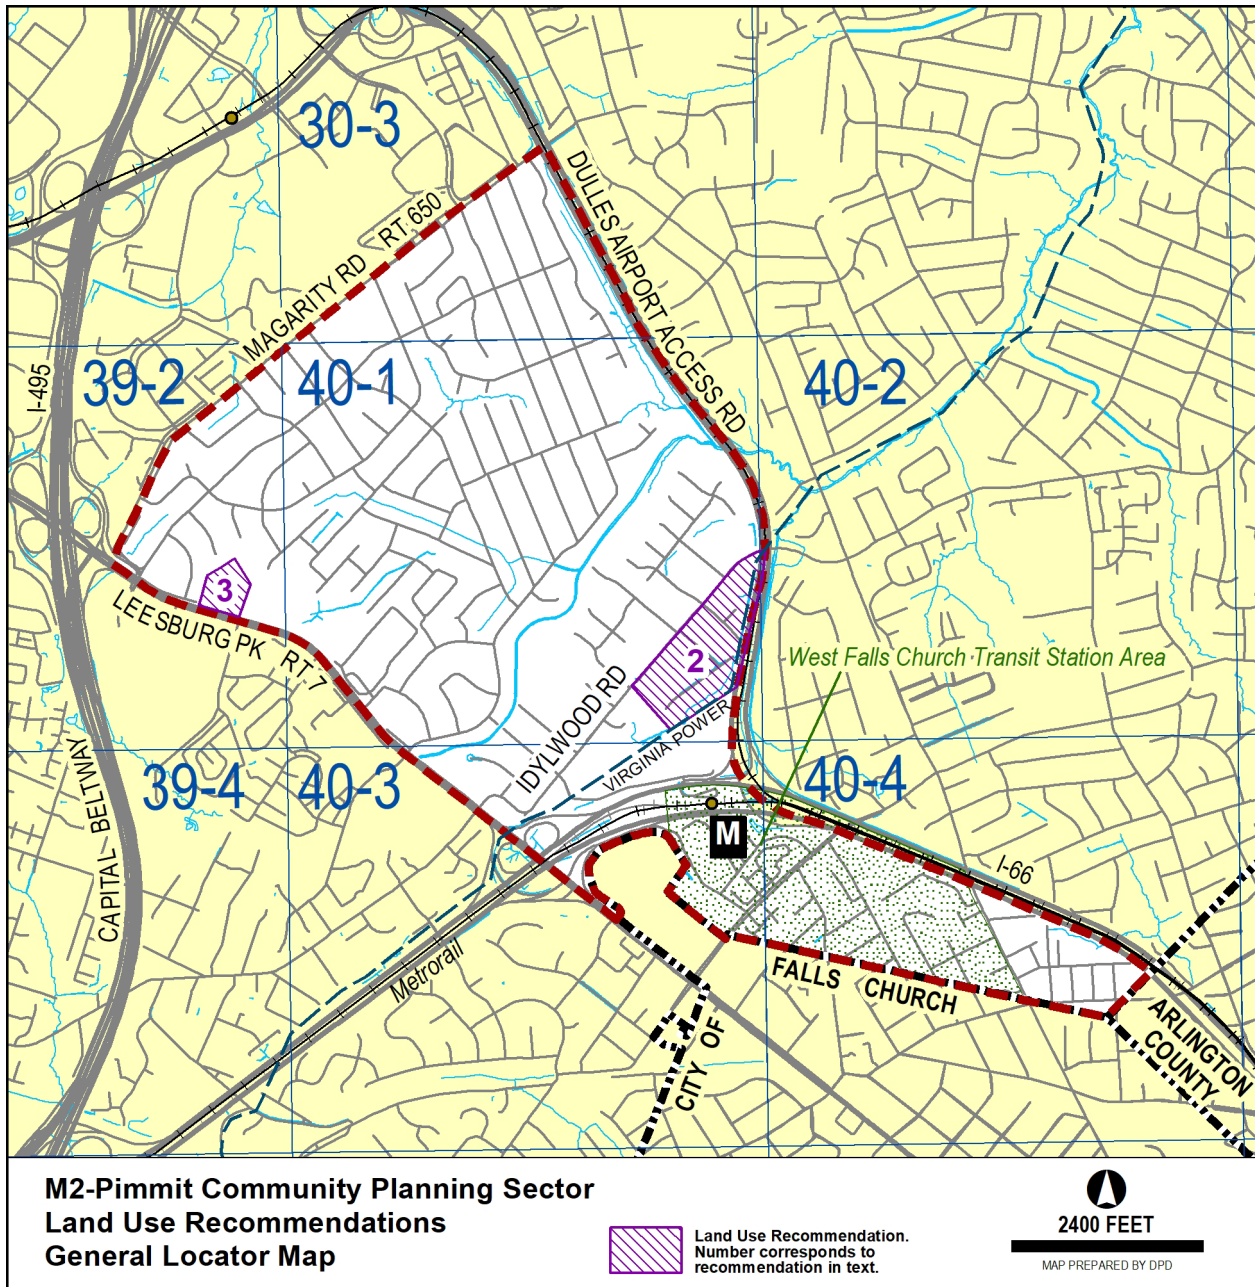 30-3
DULLES AIRPORT ACCESS RD
MAGARITY RD RT 650
I-495
39-2
40-1
40-2
3
LEESBURG PK RT 7
2
West Falls Church Transit Station Area
IDYLWOOD RD
VIRGINIA POWER
CAPITAL BELTWAY
39-4
40-3
40-4
M
I-66
Metrorail
FALLS CHURCH
CITY OF
ARLINGTON
COUNTY
M2-Pimmit Community Planning Sector
Land Use Recommendations
General Locator Map
Land Use Recommendation.
Number corresponds to
recommendation in text.
2400 FEET
MAP PREPARED BY DPD